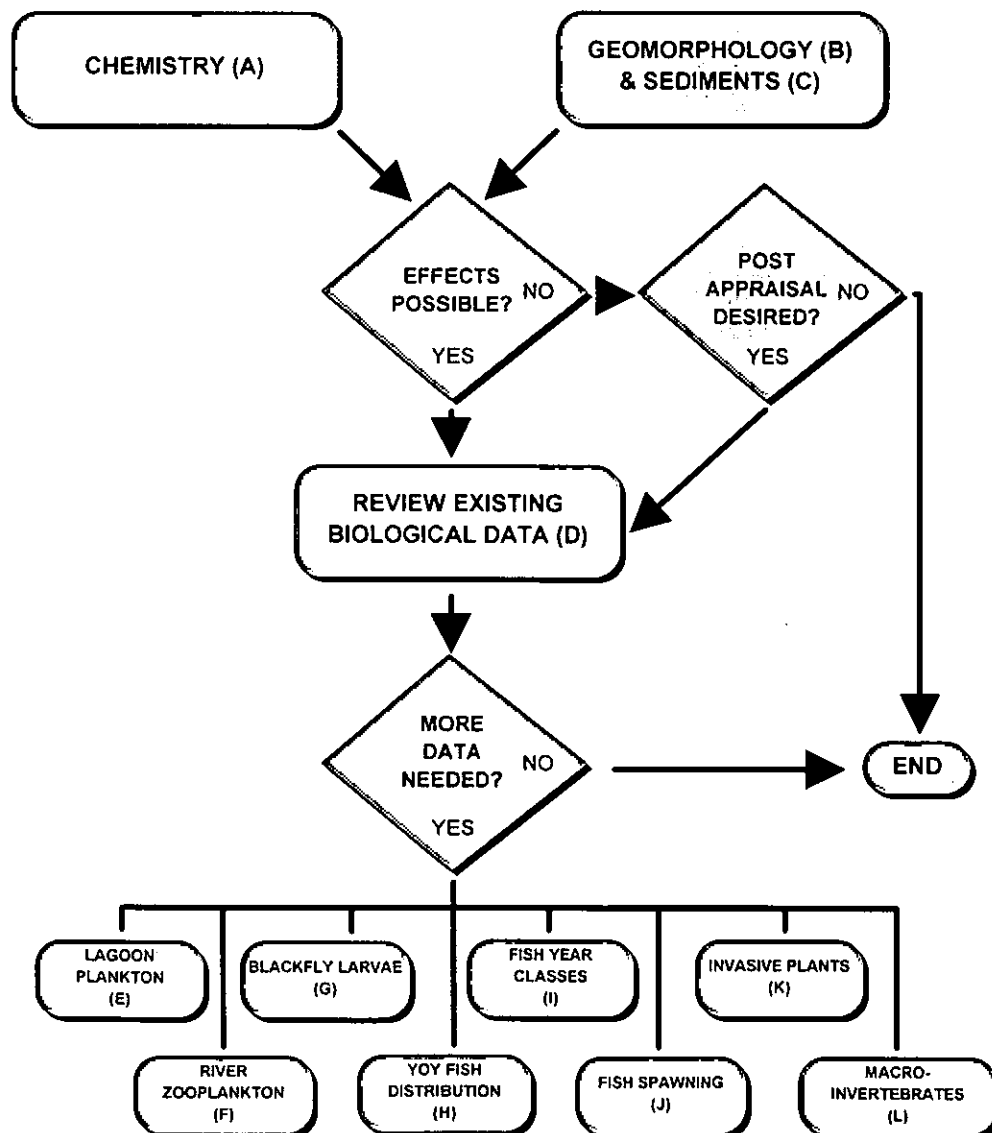 CHEMISTRY (A)
GEOMORPHOLOGY (B)
& SEDIMENTS (C)
EFFECTS
POSSIBLE?
NO
YES
POST
APPRAISAL
DESIRED?
NO
YES
REVIEW EXISTING
BIOLOGICAL DATA (D)
MORE
DATA
NEEDED?
NO
YES
END
LAGOON
PLANKTON
(E)
BLACKFLY LARVAE
(G)
FISH YEAR
CLASSES
(I)
INVASIVE PLANTS
(K)
RIVER
ZOOPLANKTON
(F)
YOY FISH
DISTRIBUTION
(H)
FISH SPAWNING
(J)
MACRO-
INVERTEBRATES
(L)